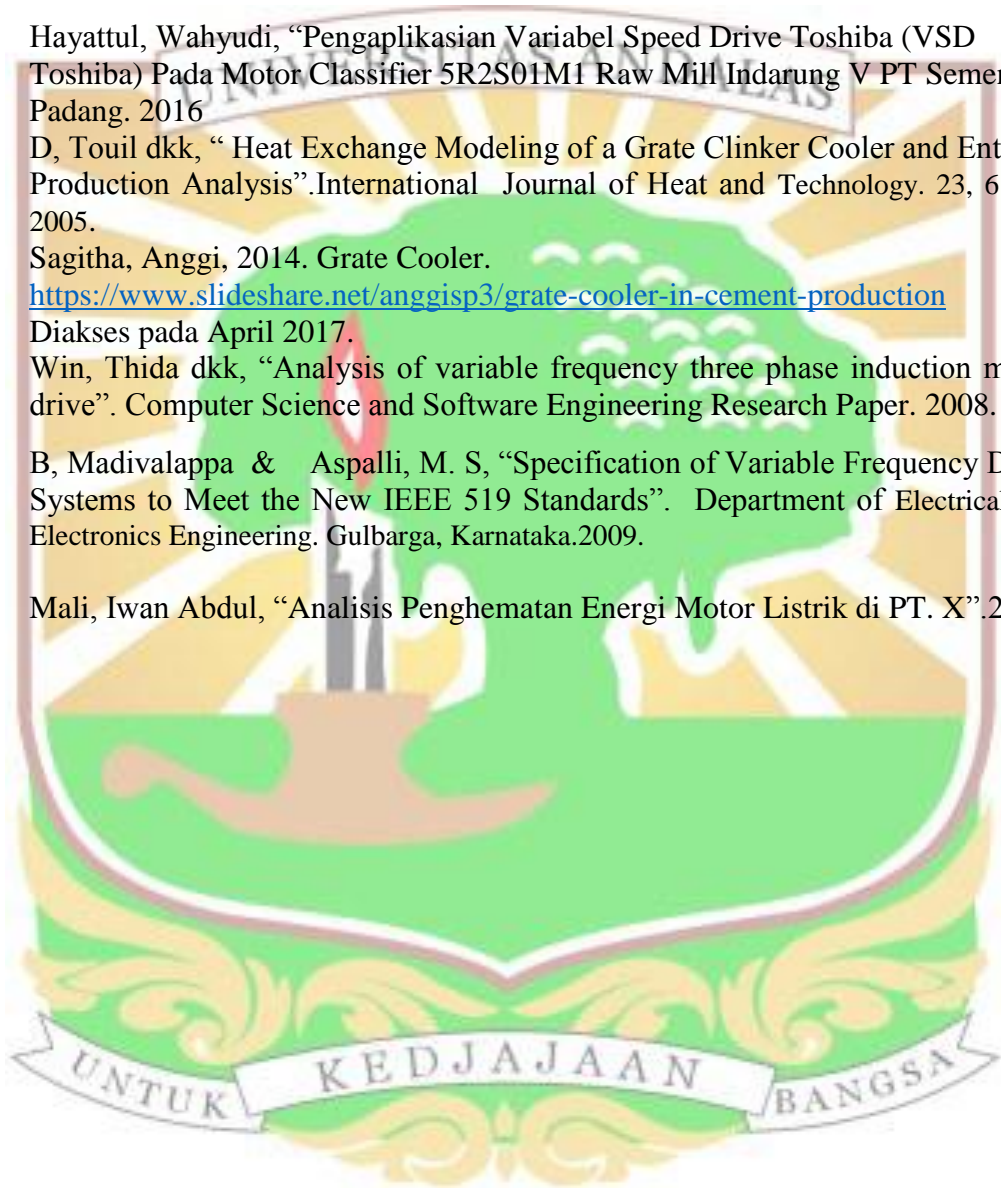 Hayattul, Wahyudi, “Pengaplikasian Variabel Speed Drive Toshiba (VSD
Toshiba) Pada Motor Classifier 5R2S01M1 Raw Mill Indarung V PT Semen
Padang. 2016
D, Touil dkk, “ Heat Exchange Modeling of a Grate Clinker Cooler and Ent
Production Analysis”.International Journal of Heat and Technology. 23, 6
2005.
Sagitha, Anggi, 2014. Grate Cooler.
https://www.slideshare.net/anggisp3/grate-cooler-in-cement-production
Diakses pada April 2017.
Win, Thida dkk, “Analysis of variable frequency three phase induction m
drive”. Computer Science and Software Engineering Research Paper. 2008.
B, Madivalappa & Aspalli, M. S, “Specification of Variable Frequency D
Systems to Meet the New IEEE 519 Standards”. Department of Electrical
Electronics Engineering. Gulbarga, Karnataka.2009.
Mali, Iwan Abdul, “Analisis Penghematan Energi Motor Listrik di PT. X”.2
UNIVERSITAS ANDALAS
UNTUK KEDJAJAAN BANGSA